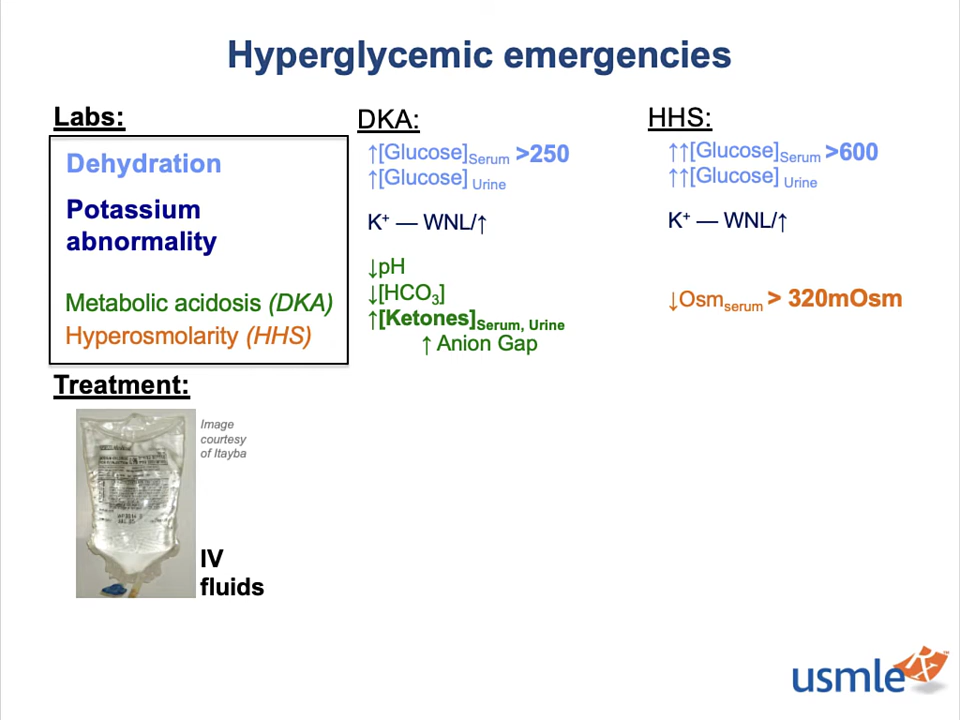 Hyperglycemic emergencies
Labs:
Dehydration
Potassium
abnormality
Metabolic acidosis (DKA)
Hyperosmolarity (HHS)
DKA:
↑[Glucose]Serum >250
↑[Glucose] Urine
K⁺ — WNL/↑
↓pH
↓[HCO₃]
↑[Ketones]Serum, Urine
↑ Anion Gap
HHS:
↑↑[Glucose]Serum >600
↑↑[Glucose] Urine
K⁺ — WNL/↑
↓Osmserum > 320mOsm
Treatment:
Image
courtesy
of Itayba
IV
fluids
usmle Rx™